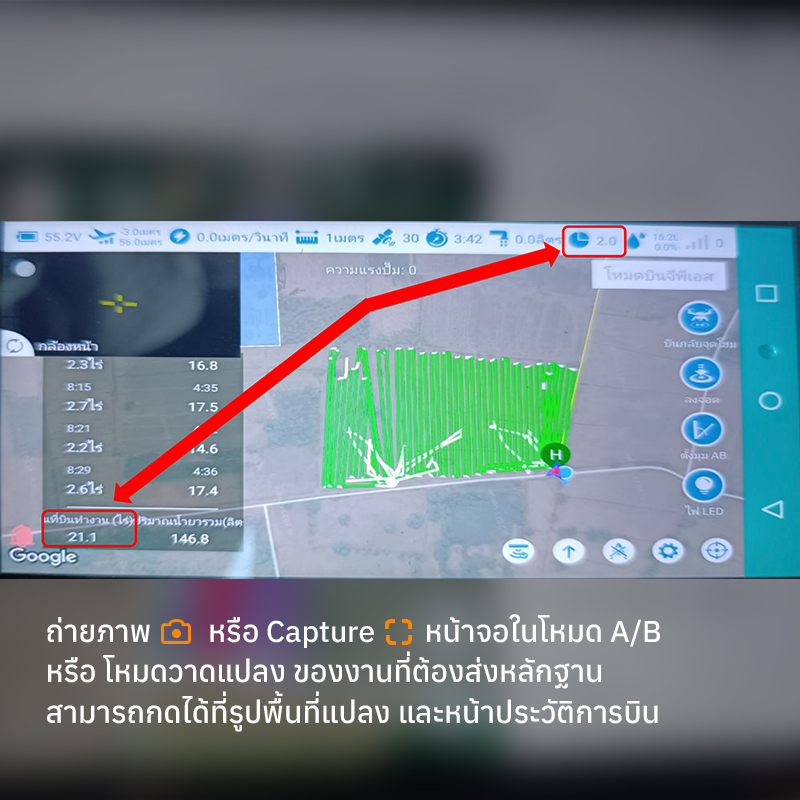 55.2V
-3.0เมตร
56.0เมตร
0.0เมตร/วินาที
1เมตร
30
3:42
0.0ลิตร
2.0
16.2L
0.0%
0
ความแรงปั๊ม: 0
โหมดบินจีพีเอส
กล้องหน้า
บินกลับจุดโฮม
2.3ไร่ 16.8
8:15 4:35
2.7ไร่ 17.5
8:21
2.2ไร่ 14.6
8:29 4:36
2.6ไร่ 17.4
ลงจอด
ตั้งมุม AB
ไฟ LED
H
นที่บินทำงาน (ไร่) ปริมาณน้ำยารวม(ลิต
21.1 146.8
Google
ถ่ายภาพ หรือ Capture หน้าจอในโหมด A/B
หรือ โหมดวาดแปลง ของงานที่ต้องส่งหลักฐาน
สามารถกดได้ที่รูปพื้นที่แปลง และหน้าประวัติการบิน